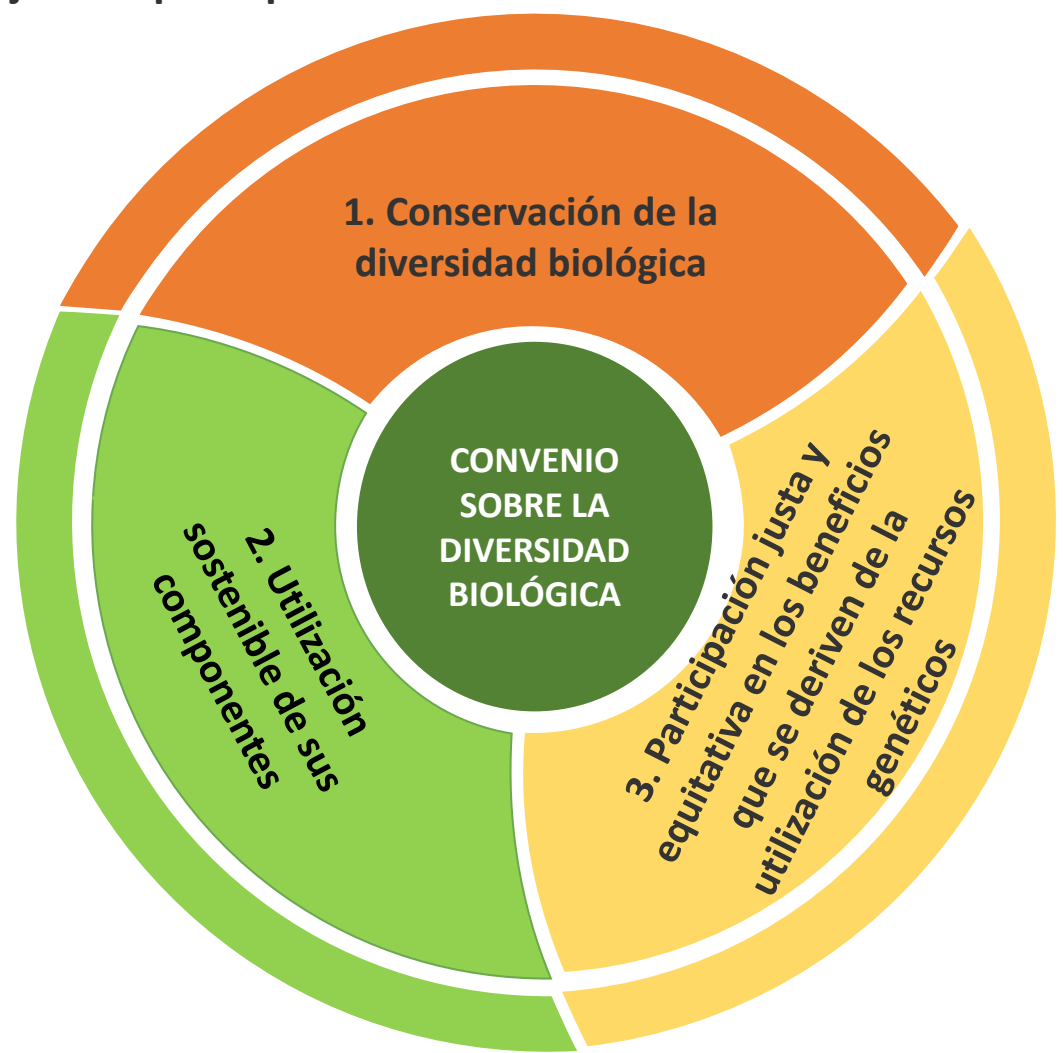 1. Conservación de la
diversidad biológica
CONVENIO
SOBRE LA
DIVERSIDAD
BIOLÓGICA
2. Utilización
sostenible de sus
componentes
3. Participación justa y
equitativa en los beneficios
que se deriven de la
utilización de los recursos
genéticos